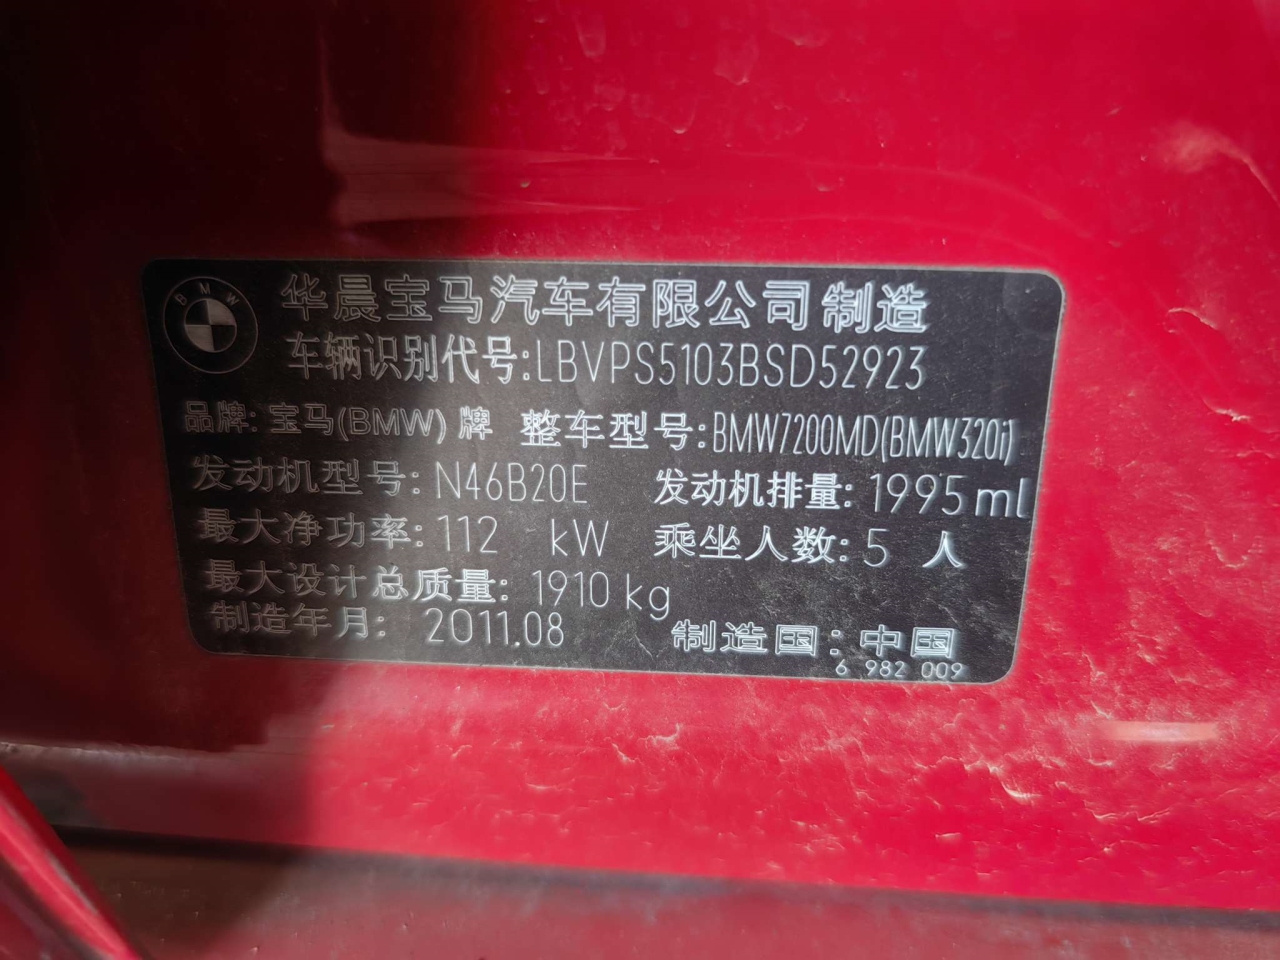 BMW
华晨宝马汽车有限公司制造
车辆识别代号:LBVPS5103BSD52923
品牌: 宝马(BMW) 牌 整车型号:BMW7200MD(BMW320i)
发动机型号: N46B20E 发动机排量: 1995 ml
最大净功率: 112 kW 乘坐人数: 5 人
最大设计总质量: 1910 kg
制造年月: 2011.08 制造国: 中国
6 982 009